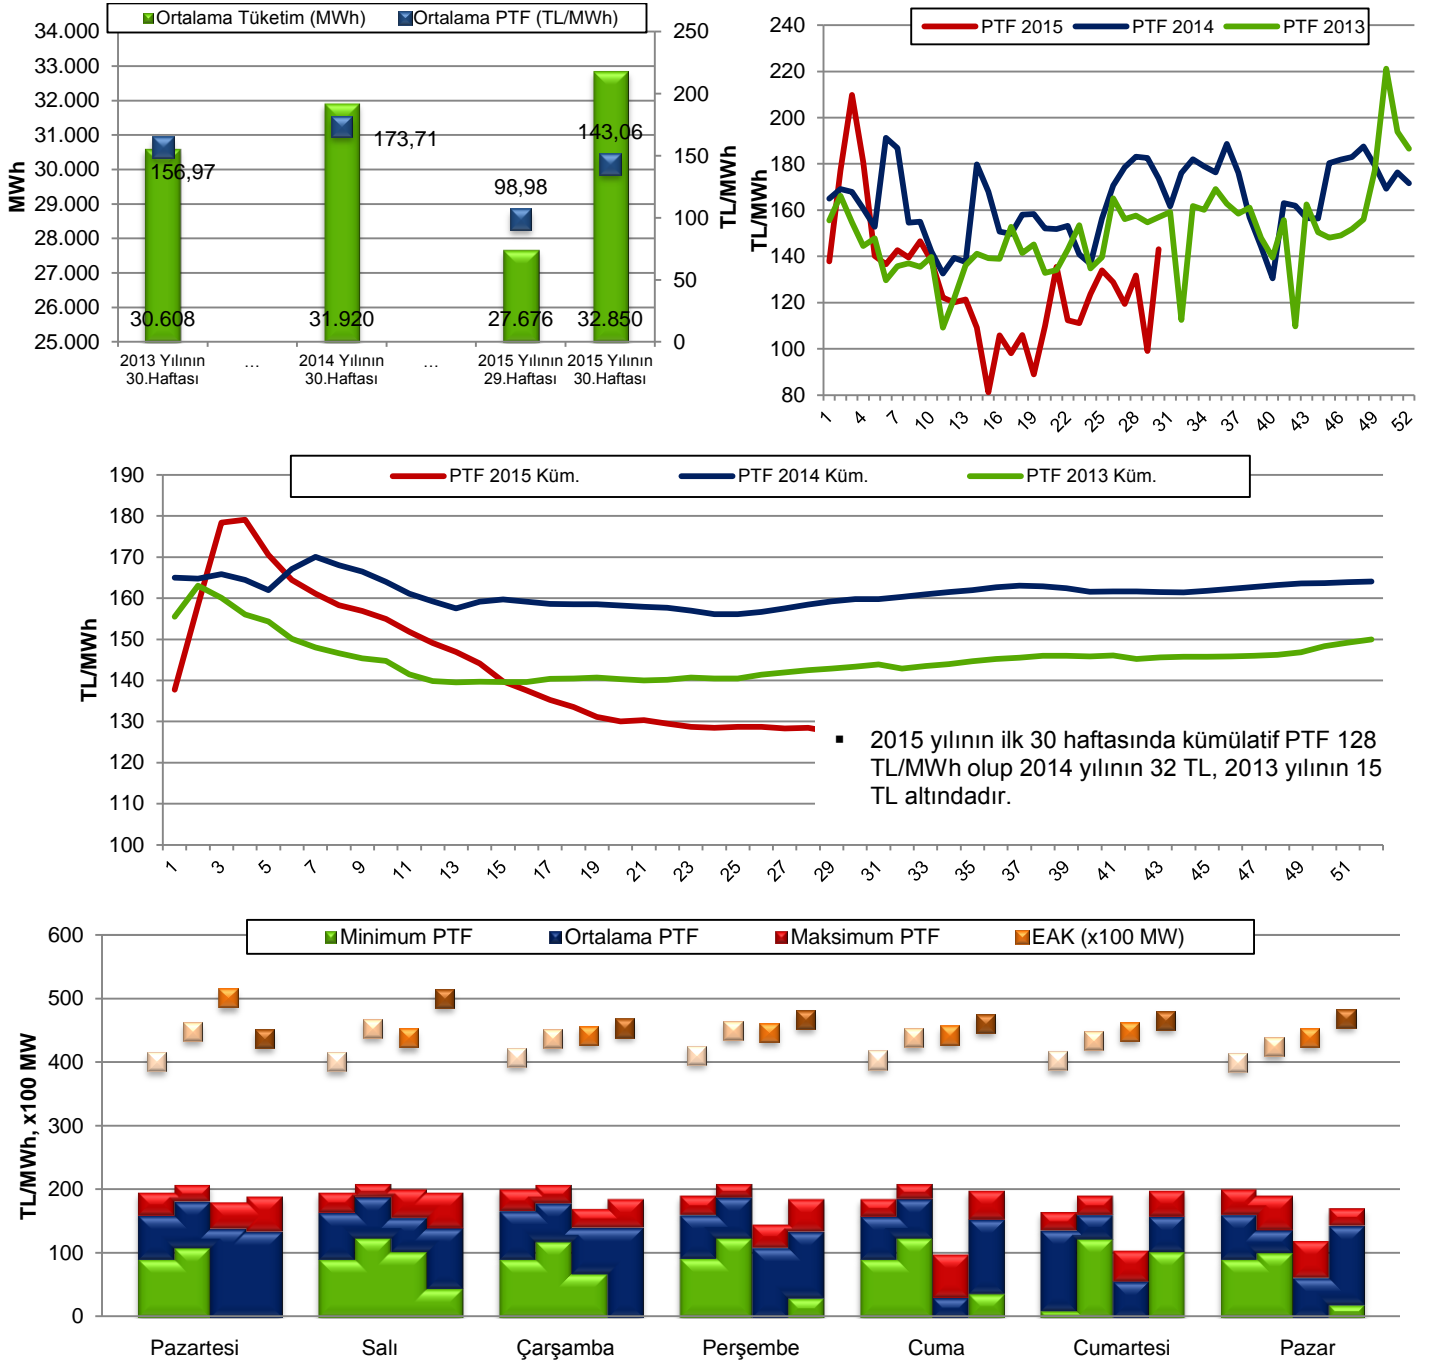 Ortalama Tüketim (MWh) Ortalama PTF (TL/MWh)
34.000
33.000
32.000
31.000
30.000
29.000
28.000
27.000
26.000
25.000
MWh
250
200
150
100
50
0
TL/MWh
156,97
173,71
98,98
143,06
30.608
31.920
27.676
32.850
2013 Yılının
30.Haftası
...
2014 Yılının
30.Haftası
...
2015 Yılının
29.Haftası
2015 Yılının
30.Haftası
PTF 2015 PTF 2014 PTF 2013
240
220
200
180
160
140
120
100
80
TL/MWh
1 4 7 10 13 16 19 22 25 28 31 34 37 40 43 46 49 52
PTF 2015 Küm. PTF 2014 Küm. PTF 2013 Küm.
190
180
170
160
150
140
130
120
110
100
TL/MWh
1 3 5 7 9 11 13 15 17 19 21 23 25 27 29 31 33 35 37 39 41 43 45 47 49 51
▪ 2015 yılının ilk 30 haftasında kümülatif PTF 128
TL/MWh olup 2014 yılının 32 TL, 2013 yılının 15
TL altındadır.
Minimum PTF Ortalama PTF Maksimum PTF EAK (x100 MW)
600
500
400
300
200
100
0
TL/MWh, x100 MW
Pazartesi Salı Çarşamba Perşembe Cuma Cumartesi Pazar